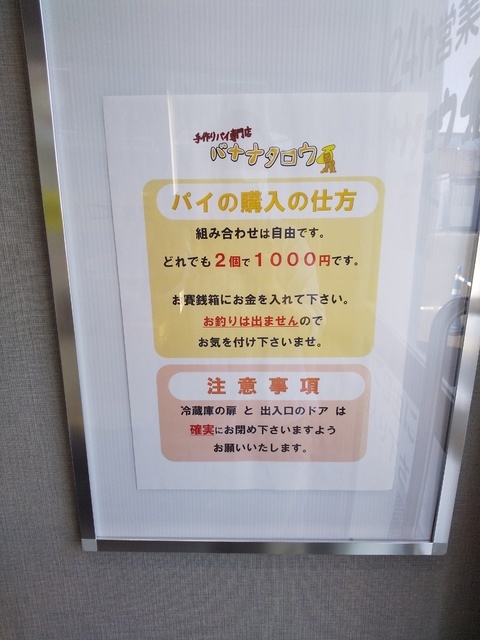 24h営業
手作りパイ専門店
バナナタロウ
パイの購入の仕方
組み合わせは自由です。
どれでも2個で1000円です。
お賽銭箱にお金を入れて下さい。
お釣りは出ませんので
お気を付け下さいませ。
注意事項
冷蔵庫の扉 と 出入口のドア は
確実にお閉め下さいますよう
お願いいたします。